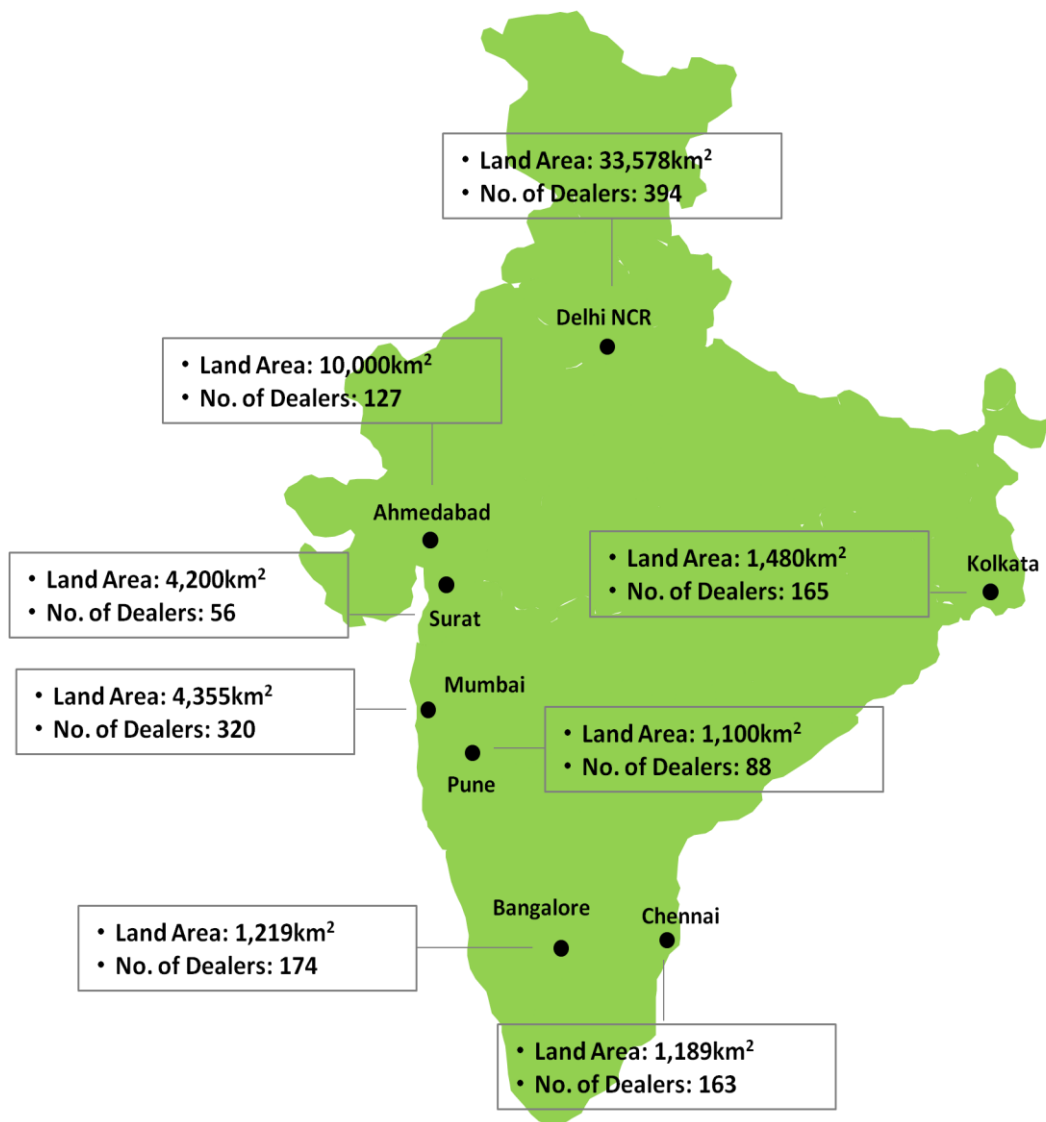 • Land Area: 33,578km²
• No. of Dealers: 394
Delhi NCR
• Land Area: 10,000km²
• No. of Dealers: 127
Ahmedabad
• Land Area: 1,480km²
• No. of Dealers: 165
Kolkata
• Land Area: 4,200km²
• No. of Dealers: 56
Surat
• Land Area: 4,355km²
• No. of Dealers: 320
Mumbai
• Land Area: 1,100km²
• No. of Dealers: 88
Pune
Bangalore
• Land Area: 1,219km²
• No. of Dealers: 174
Chennai
• Land Area: 1,189km²
• No. of Dealers: 163